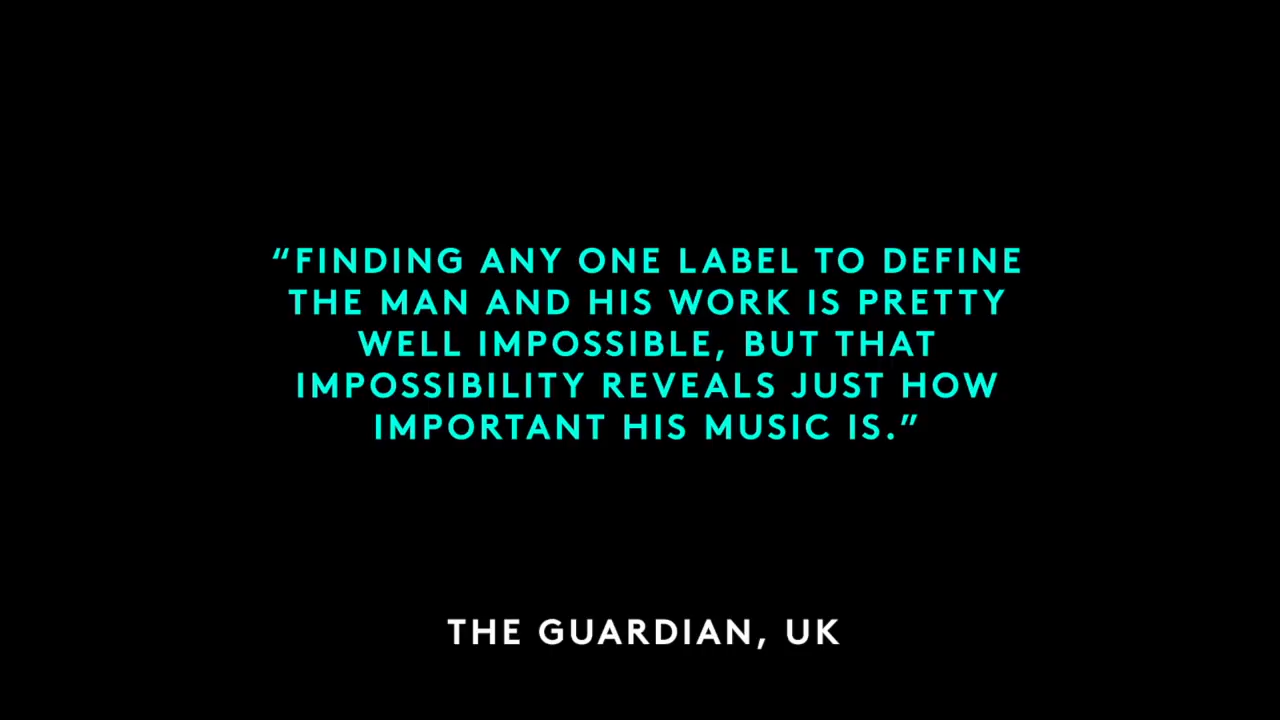 “FINDING ANY ONE LABEL TO DEFINE
THE MAN AND HIS WORK IS PRETTY
WELL IMPOSSIBLE, BUT THAT
IMPOSSIBILITY REVEALS JUST HOW
IMPORTANT HIS MUSIC IS.”
THE GUARDIAN, UK